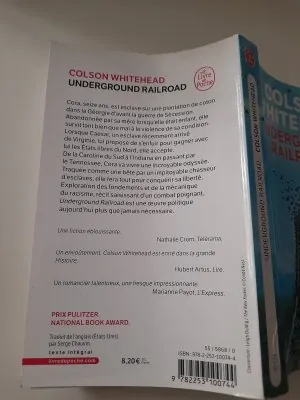 COLSON WHITEHEAD
UNDERGROUND RAILROAD
Le Livre de Poche
Cora, seize ans, est esclave sur une plantation de coton
dans la Géorgie d'avant la guerre de Sécession.
Abandonnée par sa mère lorsqu'elle était enfant, elle
survit tant bien que mal à la violence de sa condition.
Lorsque Caesar, un esclave récemment arrivé
de Virginie, lui propose de s'enfuir pour gagner avec
lui les États libres du Nord, elle accepte.
De la Caroline du Sud à l'Indiana en passant par
le Tennessee, Cora va vivre une incroyable odyssée.
Traquée comme une bête par un impitoyable chasseur
d'esclaves, elle fera tout pour conquérir sa liberté.
Exploration des fondements et de la mécanique
du racisme, récit saisissant d'un combat poignant,
Underground Railroad est une œuvre politique
aujourd'hui plus que jamais nécessaire.
Une fiction éblouissante.
Nathalie Crom, Télérama.
Un envoûtement. Colson Whitehead est entré dans la grande
Histoire.
Hubert Artus, Lire.
Un romancier talentueux, une fresque impressionnante.
Marianne Payot, L'Express.
PRIX PULITZER.
NATIONAL BOOK AWARD.
Traduit de l'anglais (États-Unis)
par Serge Chauvin.
texte intégral
livredepoche.com
8,20 €
ISBN : 978-2-253-10074-4
9 782253 100744
COLSON WHITEHEAD
UNDERGROUND RAILROAD
COLSON
WHITE
UNDERGR
RAILR